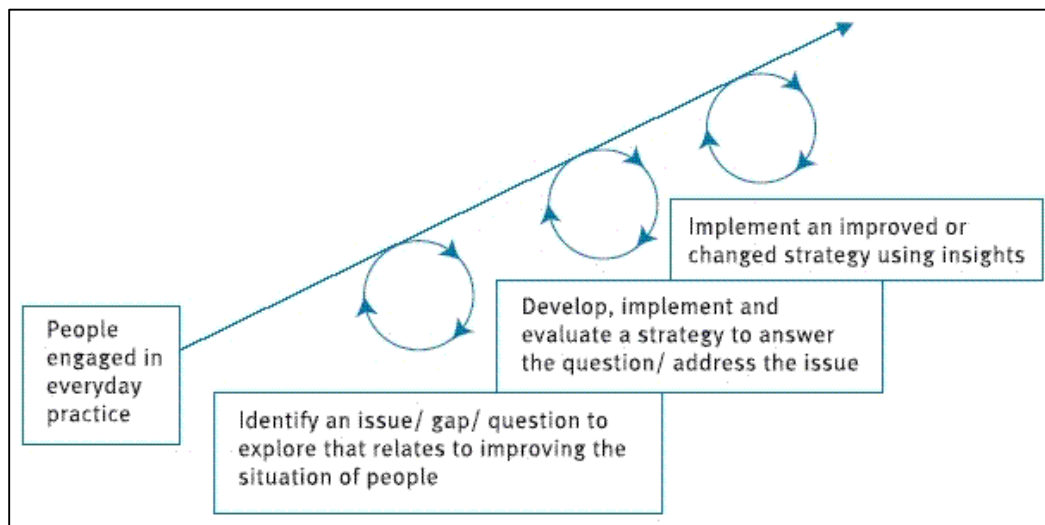 People
engaged in
everyday
practice
Identify an issue/ gap/ question to
explore that relates to improving the
situation of people
Develop, implement and
evaluate a strategy to answer
the question/ address the issue
Implement an improved or
changed strategy using insights